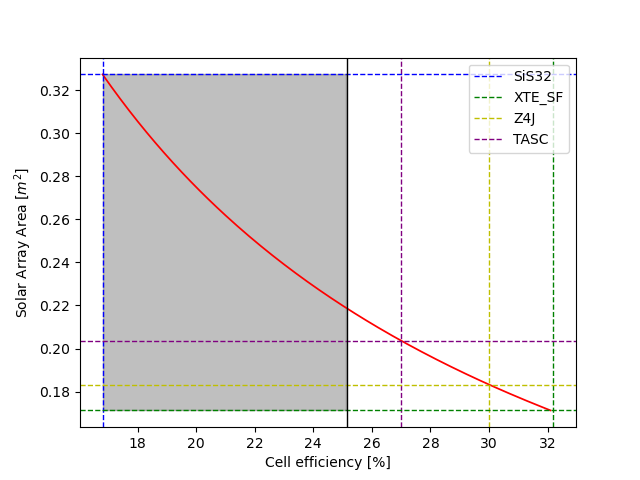 0.32
0.30
0.28
0.26
0.24
0.22
0.20
0.18
Solar Array Area [$m^2$]
SiS32
XTE_SF
Z4J
TASC
18 20 22 24 26 28 30 32
Cell efficiency [%]